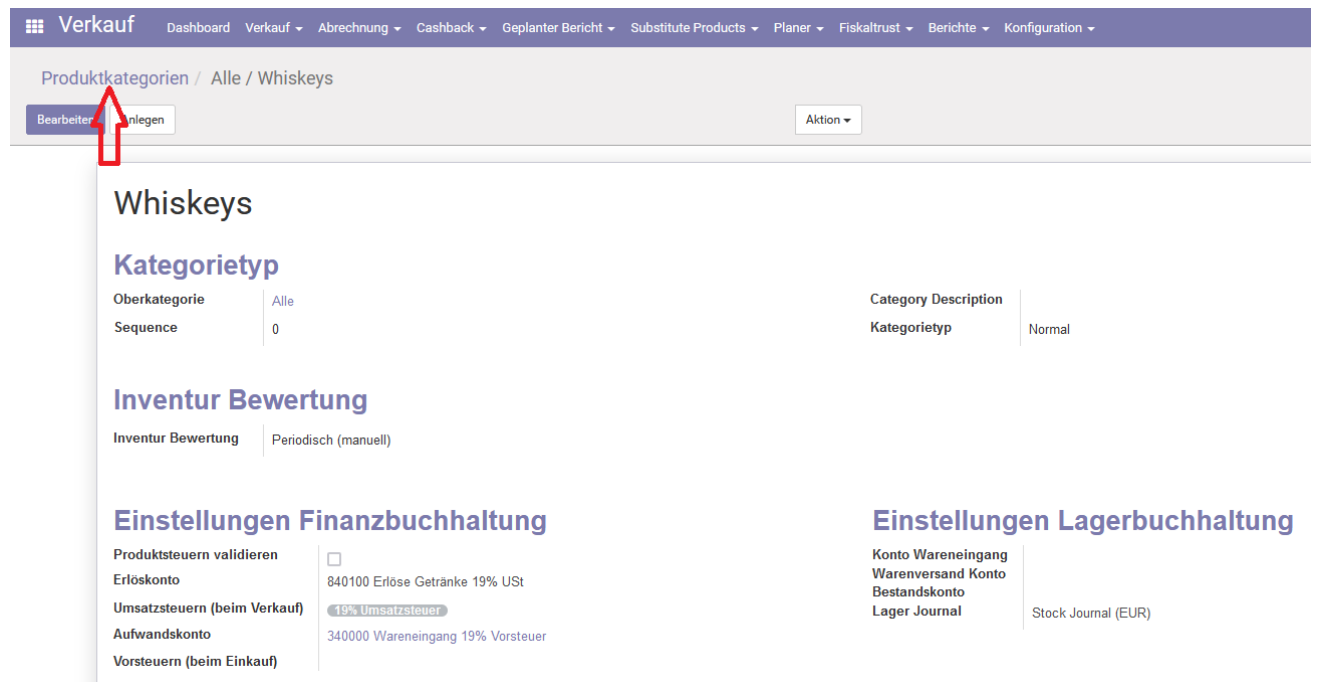 Verkauf Dashboard Verkauf Abrechnung Cashback Geplanter Bericht Substitute Products Planer Fiskaltrust Berichte Konfiguration
Produktkategorien / Alle / Whiskeys
Anlegen Aktion
Whiskeys
Kategorietyp
Oberkategorie Alle Category Description
Sequence 0 Kategorietyp Normal
Inventur Bewertung
Inventur Bewertung Periodisch (manuell)
Einstellungen Finanzbuchhaltung Einstellungen Lagerbuchhaltung
Produktsteuern validieren Konto Wareneingang
Erlöskonto 840100 Erlöse Getränke 19% USt Warenversand Konto
Bestandskonto
Umsatzsteuern (beim Verkauf) 19% Umsatzsteuer Lager Journal Stock Journal (EUR)
Aufwandskonto 340000 Wareneingang 19% Vorsteuer
Vorsteuern (beim Einkauf)